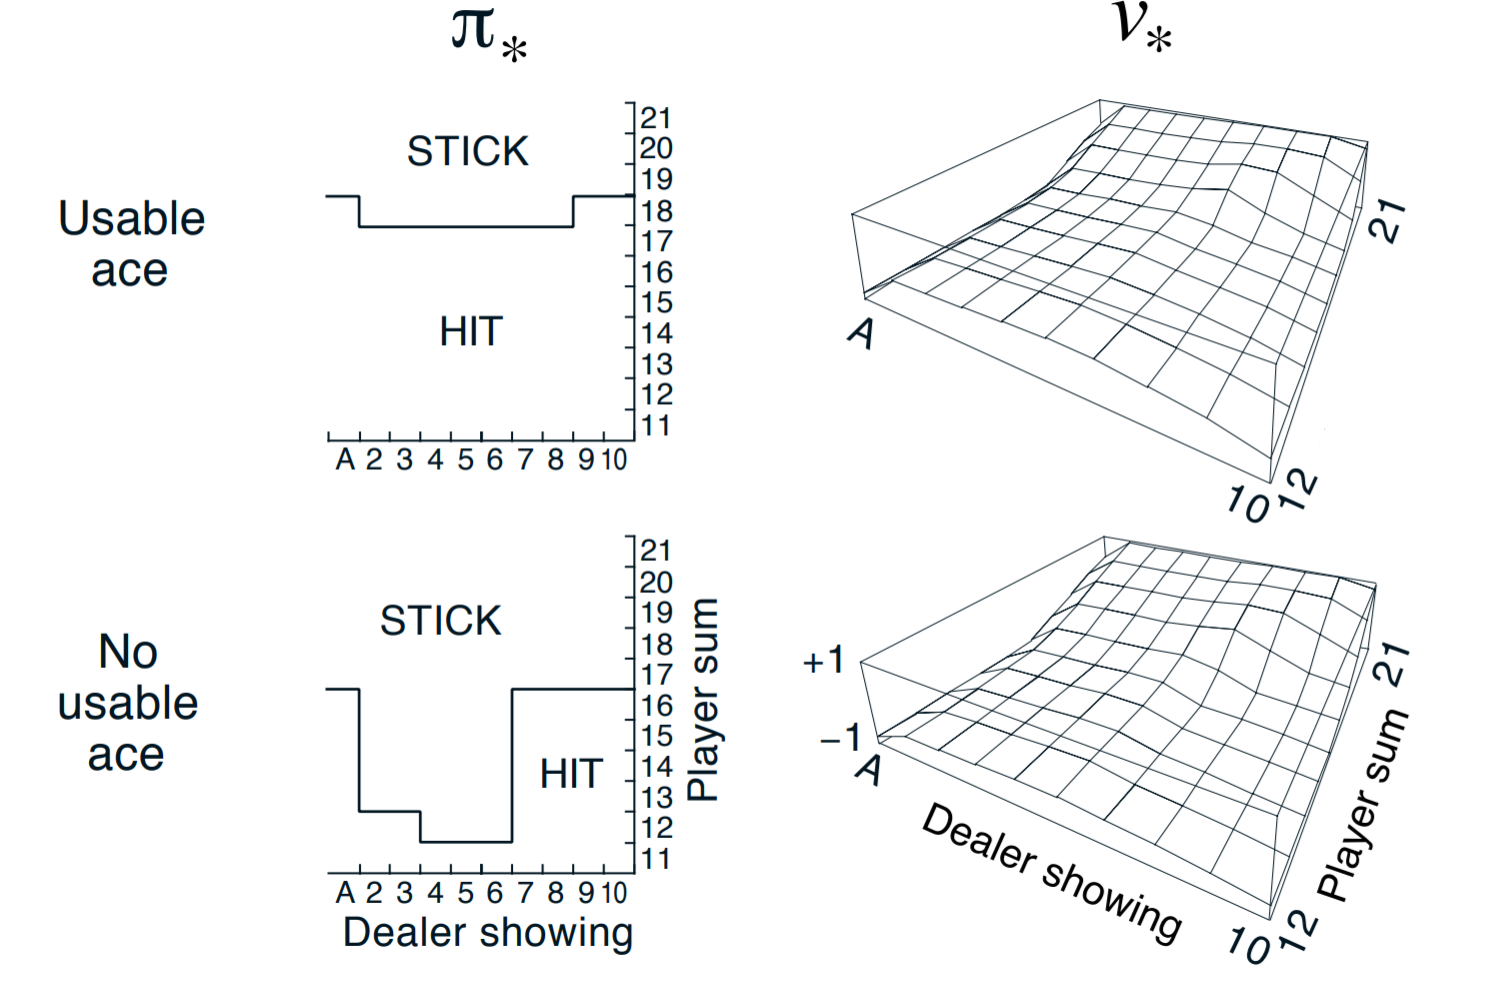 π*
v*
Usable
ace
STICK
HIT
21
20
19
18
17
16
15
14
13
12
11
A 2 3 4 5 6 7 8 9 10
A
21
10
12
No
usable
ace
STICK
HIT
21
20
19
18
17
16
15
14
13
12
11
Player sum
A 2 3 4 5 6 7 8 9 10
Dealer showing
+1
−1
A
Dealer showing
10
12
Player sum
21